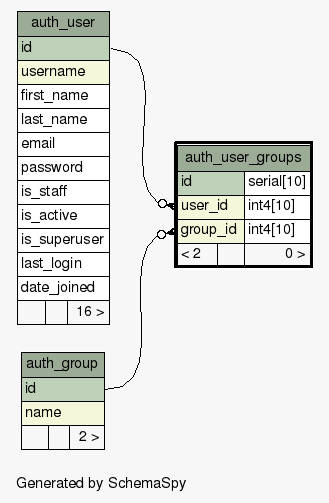 auth_user
id
username
first_name
last_name
email
password
is_staff
is_active
is_superuser
last_login
date_joined
16 >
auth_user_groups
id serial[10]
user_id int4[10]
group_id int4[10]
< 2 0 >
auth_group
id
name
2 >
Generated by SchemaSpy